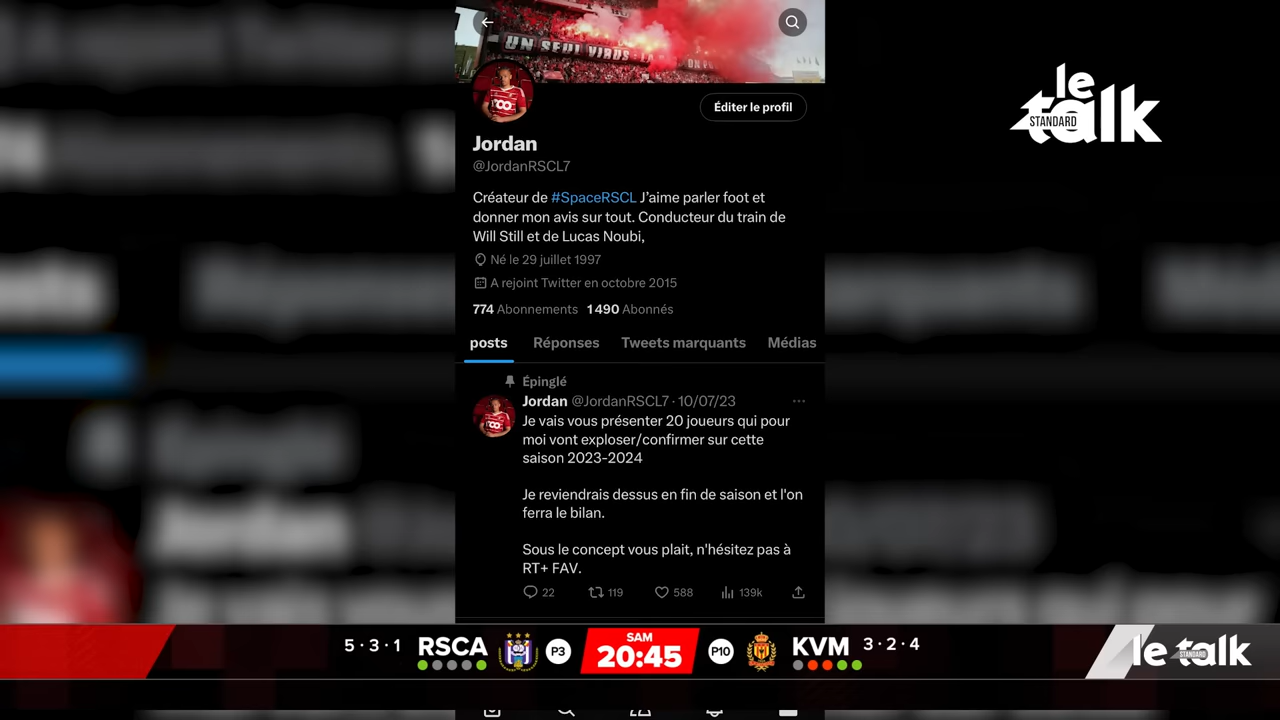 UN SEUL VIRUS
le
talk
STANDARD
Éditer le profil
Jordan
@JordanRSCL7
Créateur de #SpaceRSCL J'aime parler foot et
donner mon avis sur tout. Conducteur du train de
Will Still et de Lucas Noubi,
Né le 29 juillet 1997
A rejoint Twitter en octobre 2015
774 Abonnements 1 490 Abonnés
posts Réponses Tweets marquants Médias
Épinglé
Jordan @JordanRSCL7 · 10/07/23 ...
Je vais vous présenter 20 joueurs qui pour
moi vont exploser/confirmer sur cette
saison 2023-2024
Je reviendrais dessus en fin de saison et l'on
ferra le bilan.
Sous le concept vous plait, n'hésitez pas à
RT+ FAV.
22 119 588 139k
5·3·1 RSCA P3 SAM 20:45 P10 KVM 3·2·4
le talk
STANDARD